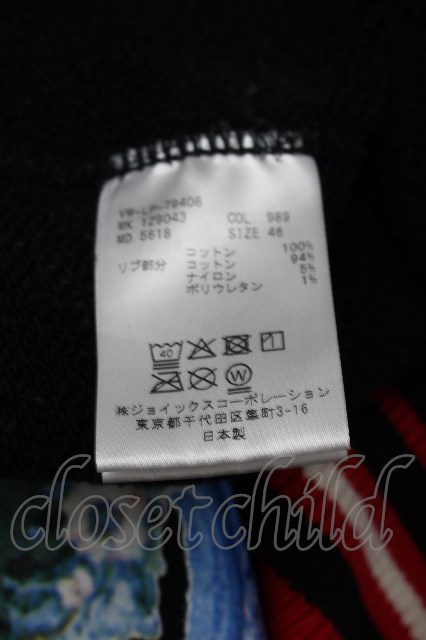 VW-LP-79408
MK 129043 COL 989
MD 5618 SIZE 46
コットン 100%
リブ部分 コットン 94%
ナイロン 5%
ポリウレタン 1%
40
W
株ジョイックスコーポレーション
東京都千代田区隼町3-16
日本製
closetchild